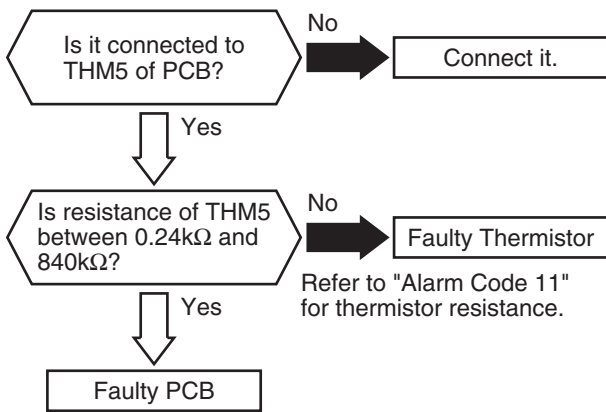 Is it connected to
THM5 of PCB?
No
Connect it.
Yes
Is resistance of THM5
between 0.24kΩ and
840kΩ?
No
Faulty Thermistor
Refer to "Alarm Code 11"
for thermistor resistance.
Yes
Faulty PCB